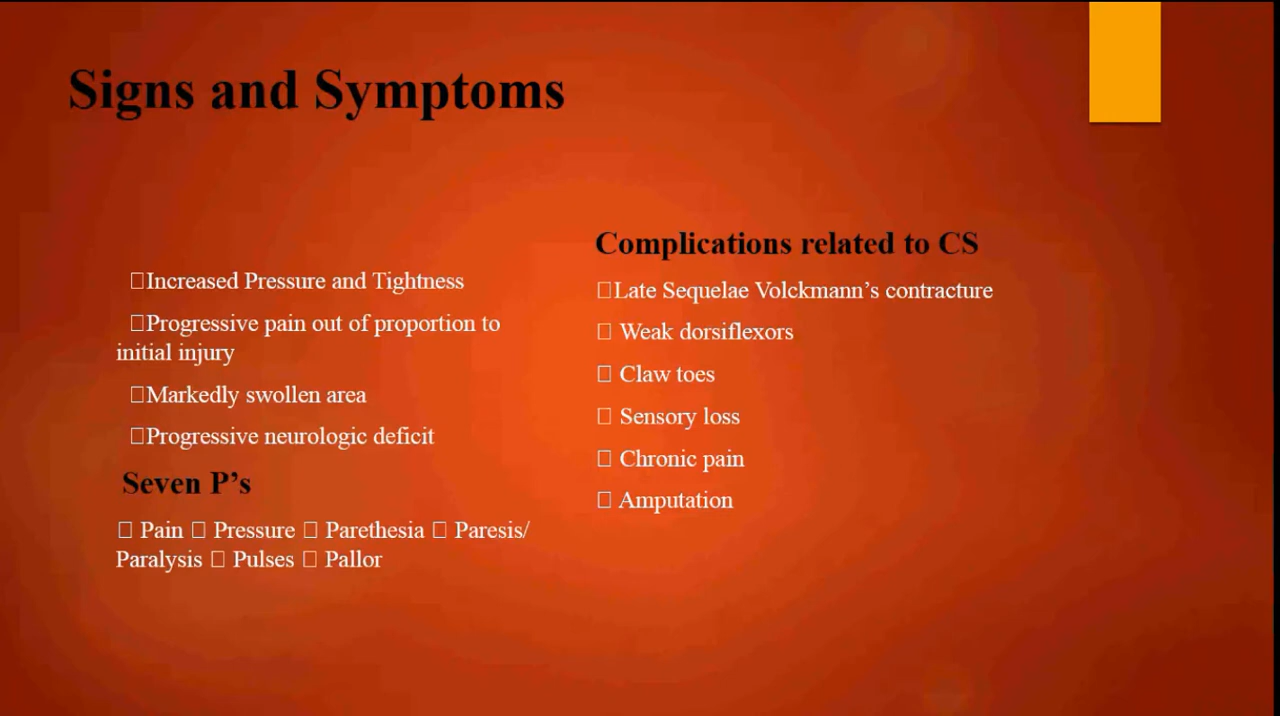 Signs and Symptoms
□Increased Pressure and Tightness
□Progressive pain out of proportion to
initial injury
□Markedly swollen area
□Progressive neurologic deficit
Seven P’s
□ Pain □ Pressure □ Parethesia □ Paresis/
Paralysis □ Pulses □ Pallor
Complications related to CS
□Late Sequelae Volckmann’s contracture
□ Weak dorsiflexors
□ Claw toes
□ Sensory loss
□ Chronic pain
□ Amputation